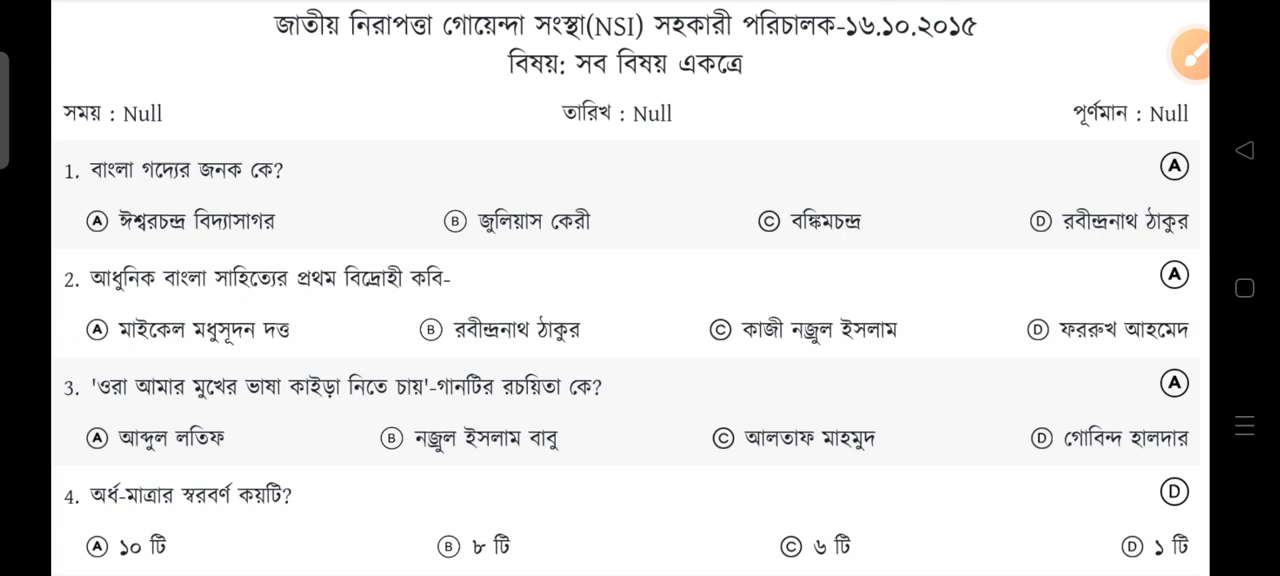 জাতীয় নিরাপত্তা গোয়েন্দা সংস্থা(NSI) সহকারী পরিচালক-১৬.১০.২০১৫
বিষয়: সব বিষয় একত্রে
সময় : Null তারিখ : Null পূর্ণমান : Null
1. বাংলা গদ্যের জনক কে? A
A ঈশ্বরচন্দ্র বিদ্যাসাগর B জুলিয়াস কেরী C বঙ্কিমচন্দ্র D রবীন্দ্রনাথ ঠাকুর
2. আধুনিক বাংলা সাহিত্যের প্রথম বিদ্রোহী কবি- A
A মাইকেল মধুসূদন দত্ত B রবীন্দ্রনাথ ঠাকুর C কাজী নজ্রুল ইসলাম D ফররুখ আহমেদ
3. 'ওরা আমার মুখের ভাষা কাইড়া নিতে চায়'-গানটির রচয়িতা কে? A
A আব্দুল লতিফ B নজ্রুল ইসলাম বাবু C আলতাফ মাহমুদ D গোবিন্দ হালদার
4. অর্ধ-মাত্রার স্বরবর্ণ কয়টি? D
A ১০ টি B ৮ টি C ৬ টি D ১ টি